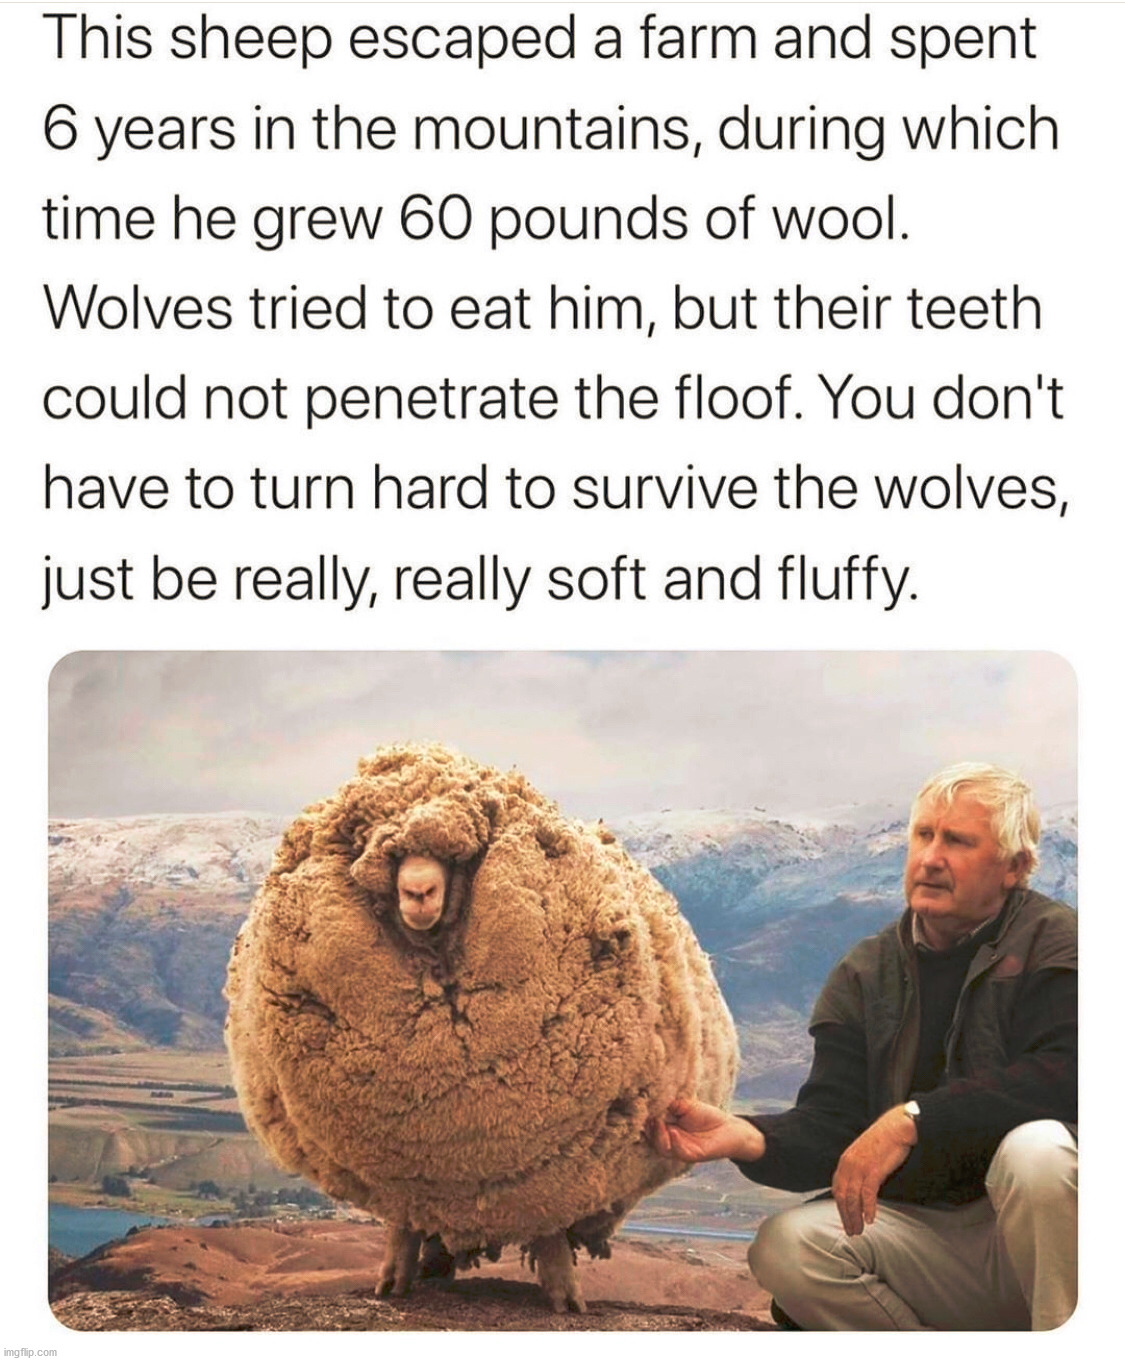 This sheep escaped a farm and spent
6 years in the mountains, during which
time he grew 60 pounds of wool.
Wolves tried to eat him, but their teeth
could not penetrate the floof. You don't
have to turn hard to survive the wolves,
just be really, really soft and fluffy.
imgflip.com